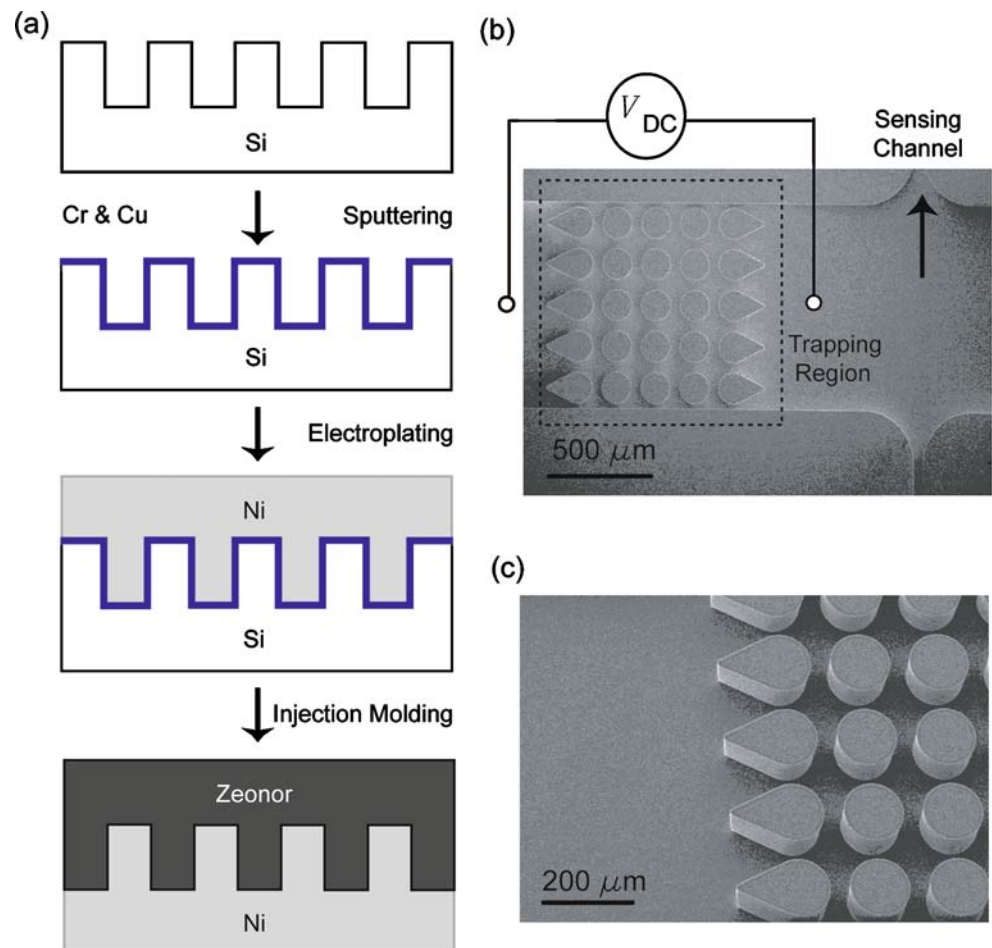 (a)
Si
Cr & Cu
Sputtering
Si
Electroplating
Ni
Si
Injection Molding
Zeonor
Ni
(b)
V DC
Sensing
Channel
Trapping
Region
500 μm
(c)
200 μm